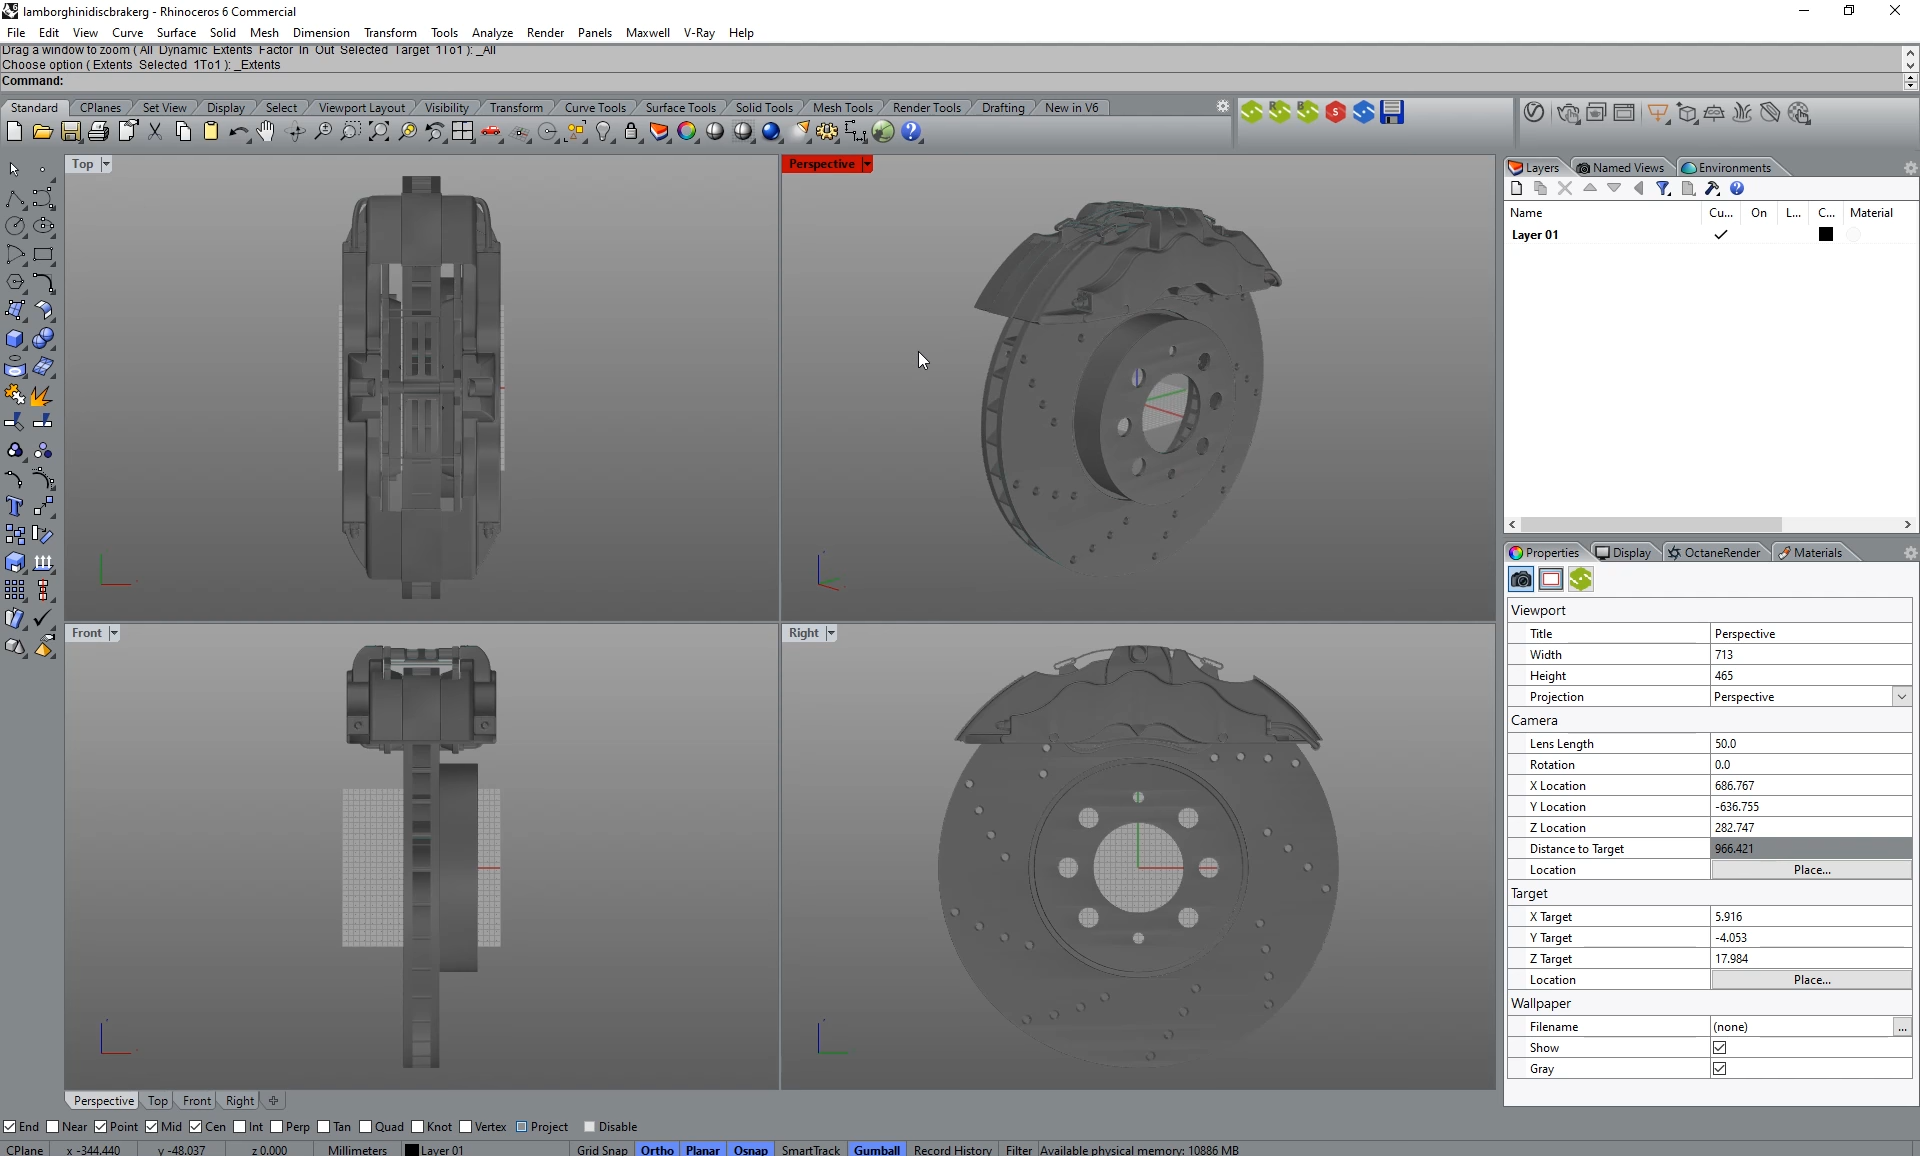 lamborghinidiscbrakerg - Rhinoceros 6 Commercial
File Edit View Curve Surface Solid Mesh Dimension Transform Tools Analyze Render Panels Maxwell V-Ray Help
Drag a window to zoom ( All Dynamic Extents Factor In Out Selected Target 1To1 ): _All
Choose option ( Extents Selected 1To1 ): _Extents
Command:
Standard CPlanes Set View Display Select Viewport Layout Visibility Transform Curve Tools Surface Tools Solid Tools Mesh Tools Render Tools Drafting New in V6
Top
Perspective
Layers Named Views Environments
Name Cu... On L... C... Material
Layer 01
Front
Right
Properties Display OctaneRender Materials
Viewport
Title Perspective
Width 713
Height 465
Projection Perspective
Camera
Lens Length 50.0
Rotation 0.0
X Location 686.767
Y Location -636.755
Z Location 282.747
Distance to Target 966.421
Location Place...
Target
X Target 5.916
Y Target -4.053
Z Target 17.984
Location Place...
Wallpaper
Filename (none) ...
Show
Gray
Perspective Top Front Right
End Near Point Mid Cen Int Perp Tan Quad Knot Vertex Project Disable
CPlane x -344.440 y -48.037 z 0.000 Millimeters Layer 01 Grid Snap Ortho Planar Osnap SmartTrack Gumball Record History Filter Available physical memory: 10886 MB